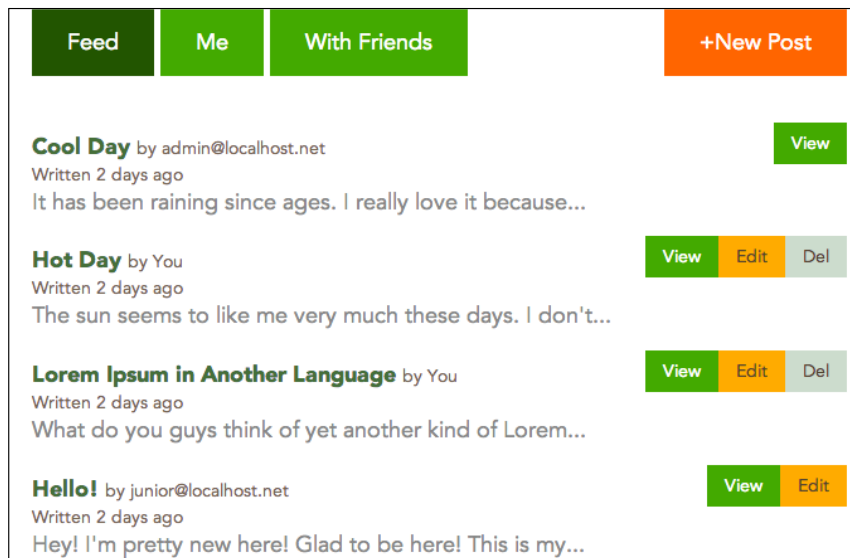 Feed Me With Friends +New Post
Cool Day by admin@localhost.net View
Written 2 days ago
It has been raining since ages. I really love it because...
Hot Day by You View Edit Del
Written 2 days ago
The sun seems to like me very much these days. I don't...
Lorem Ipsum in Another Language by You View Edit Del
Written 2 days ago
What do you guys think of yet another kind of Lorem...
Hello! by junior@localhost.net View Edit
Written 2 days ago
Hey! I'm pretty new here! Glad to be here! This is my...